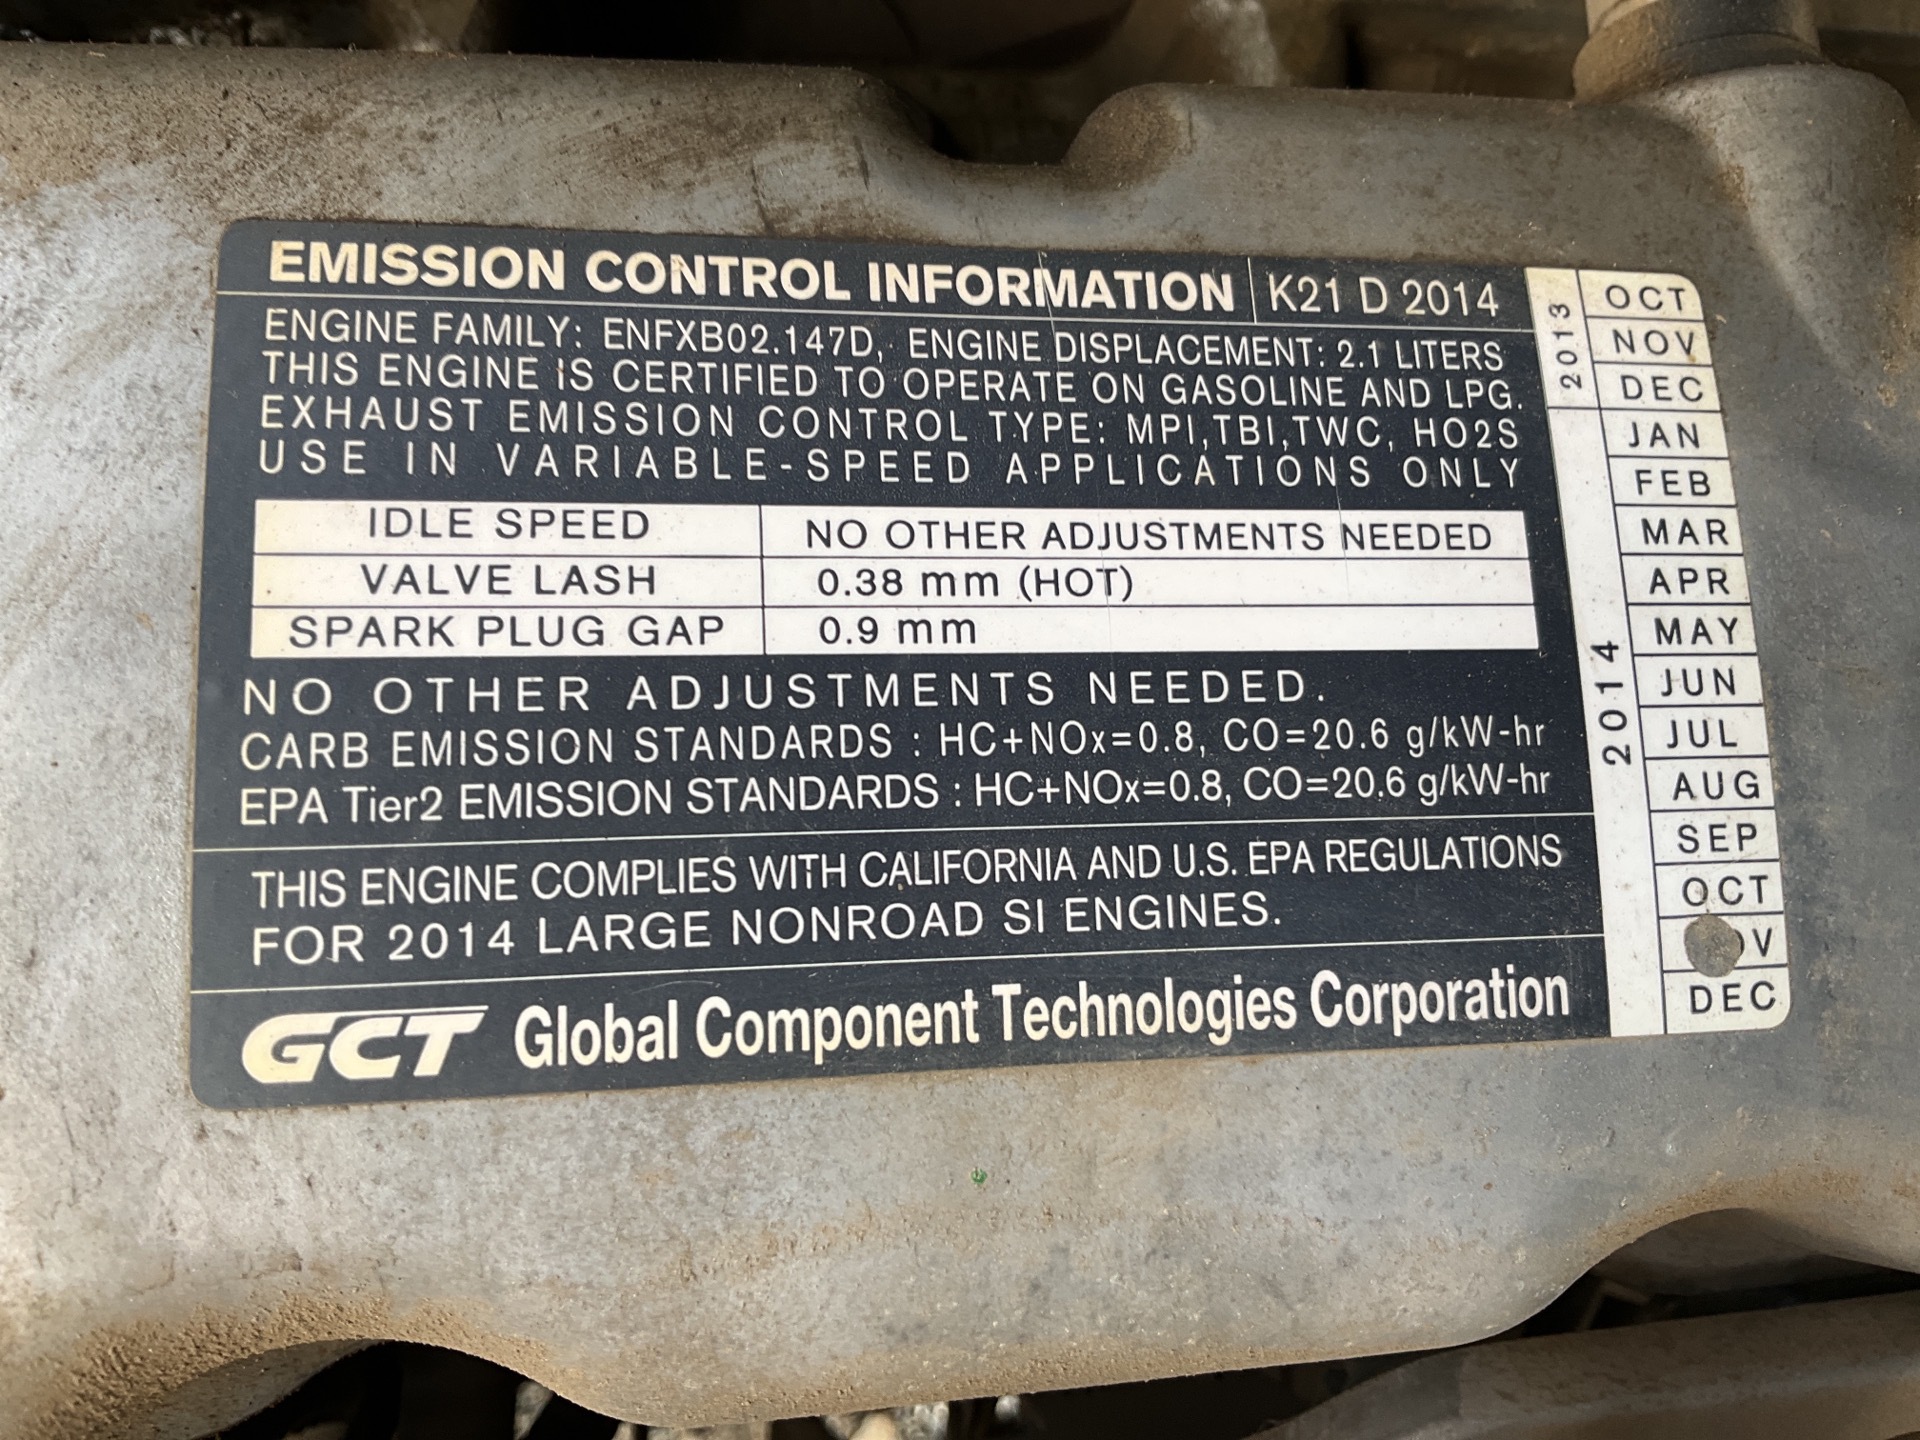 EMISSION CONTROL INFORMATION K21 D 2014
ENGINE FAMILY: ENFXB02.147D, ENGINE DISPLACEMENT: 2.1 LITERS
THIS ENGINE IS CERTIFIED TO OPERATE ON GASOLINE AND LPG.
EXHAUST EMISSION CONTROL TYPE: MPI,TBI,TWC, HO2S
USE IN VARIABLE-SPEED APPLICATIONS ONLY
IDLE SPEED NO OTHER ADJUSTMENTS NEEDED
VALVE LASH 0.38 mm (HOT)
SPARK PLUG GAP 0.9 mm
NO OTHER ADJUSTMENTS NEEDED.
CARB EMISSION STANDARDS : HC+NOx=0.8, CO=20.6 g/kW-hr
EPA Tier2 EMISSION STANDARDS : HC+NOx=0.8, CO=20.6 g/kW-hr
THIS ENGINE COMPLIES WITH CALIFORNIA AND U.S. EPA REGULATIONS
FOR 2014 LARGE NONROAD SI ENGINES.
GCT Global Component Technologies Corporation
2013
OCT
NOV
DEC
2014
JAN
FEB
MAR
APR
MAY
JUN
JUL
AUG
SEP
OCT
DEC